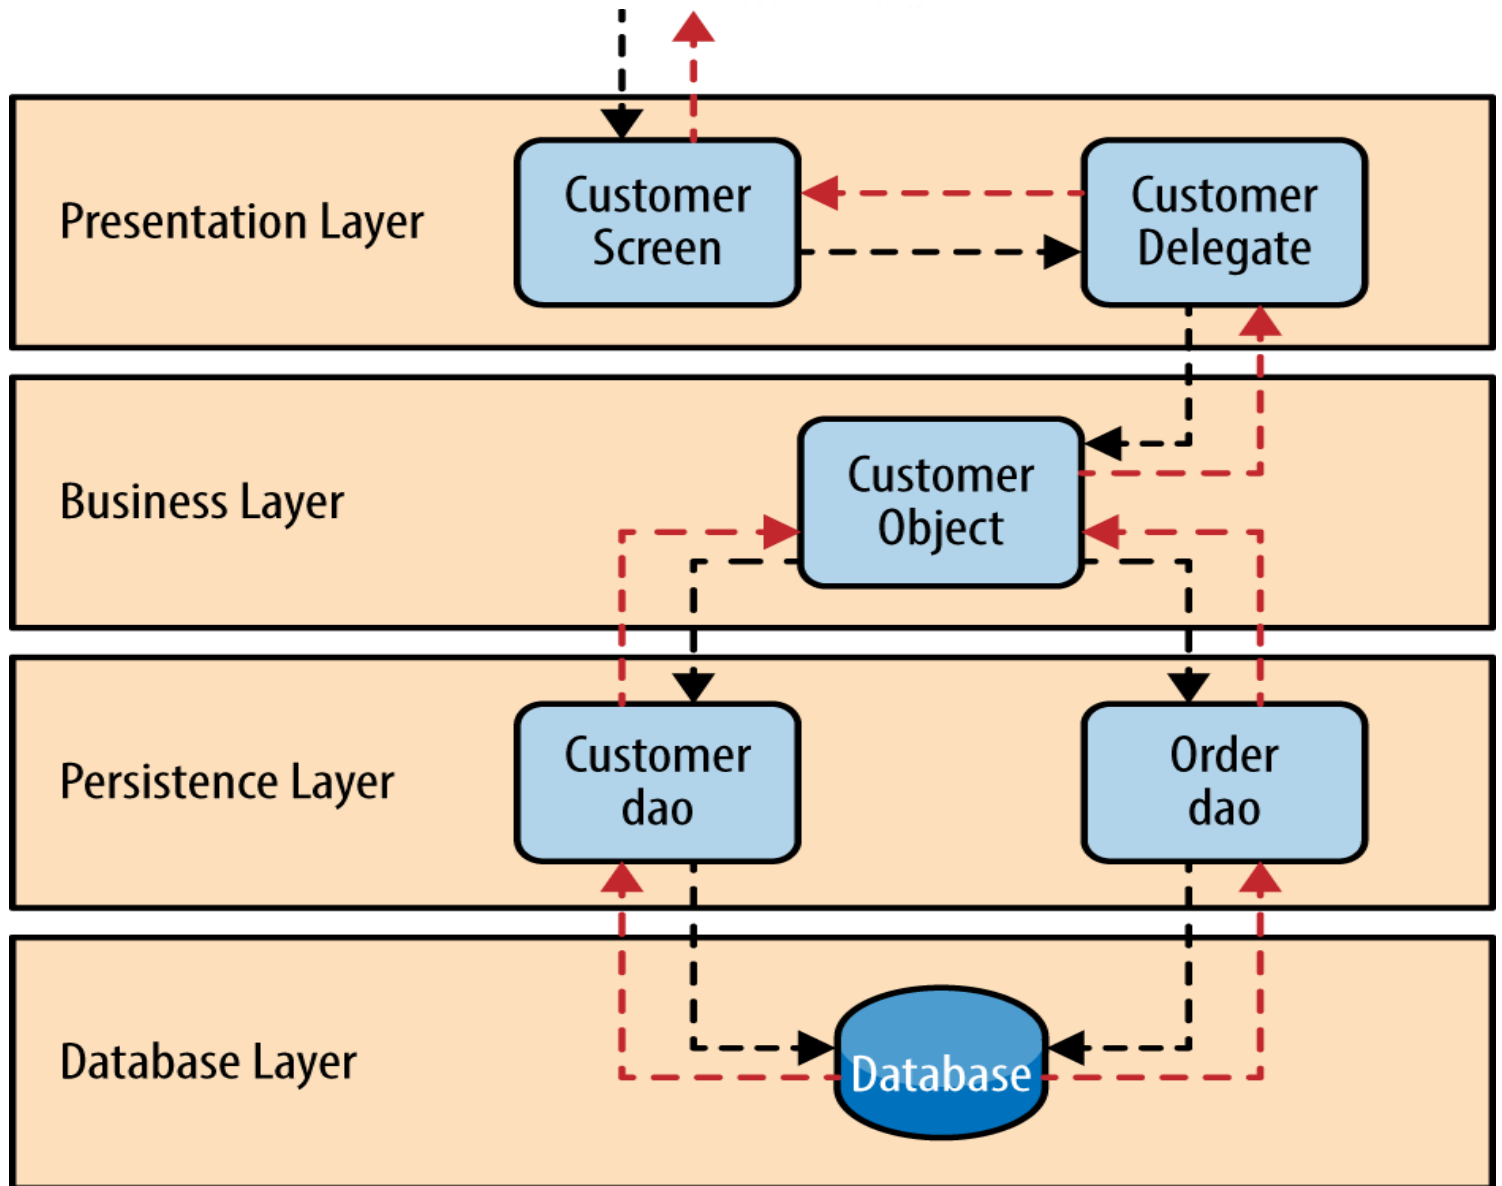 Presentation Layer
Customer
Screen
Customer
Delegate
Business Layer
Customer
Object
Persistence Layer
Customer
dao
Order
dao
Database Layer
Database